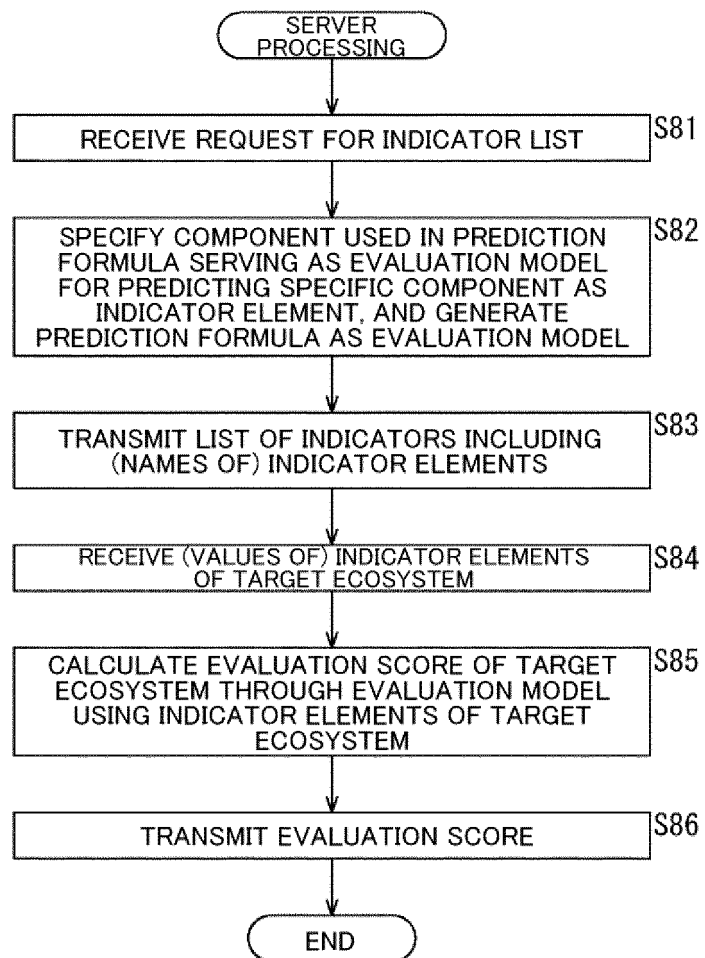 SERVER
PROCESSING
RECEIVE REQUEST FOR INDICATOR LIST
S81
SPECIFY COMPONENT USED IN PREDICTION
FORMULA SERVING AS EVALUATION MODEL
FOR PREDICTING SPECIFIC COMPONENT AS
INDICATOR ELEMENT, AND GENERATE
PREDICTION FORMULA AS EVALUATION MODEL
S82
TRANSMIT LIST OF INDICATORS INCLUDING
(NAMES OF) INDICATOR ELEMENTS
S83
RECEIVE (VALUES OF) INDICATOR ELEMENTS
OF TARGET ECOSYSTEM
S84
CALCULATE EVALUATION SCORE OF TARGET
ECOSYSTEM THROUGH EVALUATION MODEL
USING INDICATOR ELEMENTS OF TARGET
ECOSYSTEM
S85
TRANSMIT EVALUATION SCORE
S86
END